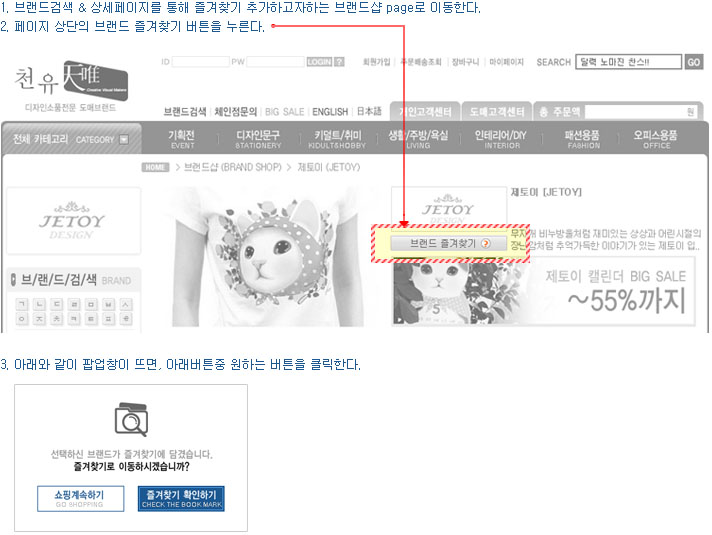 1. 브랜드검색 & 상세페이지를 통해 즐겨찾기 추가하고자하는 브랜드샵 page로 이동한다.
2. 페이지 상단의 브랜드 즐겨찾기 버튼을 누른다.
천유天唯
Creative Visual Makers
디자인소품전문 도매브랜드
ID PW LOGIN ? 회원가입 주문배송조회 장바구니 마이페이지 SEARCH 달력 노마진 찬스!! GO
브랜드검색 체인점문의 BIG SALE ENGLISH 日本語 개인고객센터 도매고객센터 총 주문액 원
전체 카테고리 CATEGORY 기획전 디자인문구 키덜트/취미 생활/주방/욕실 인테리어/DIY 패션용품 오피스용품
EVENT STATIONERY KIDULT&HOBBY LIVING INTERIOR FASHION OFFICE
HOME > 브랜드샵 (BRAND SHOP) > 제토이 (JETOY)
JETOY
DESIGN
브/랜/드/검/색 BRAND
ㄱ ㄴ ㄷ ㄹ ㅁ ㅂ ㅅ
ㅇ ㅈ ㅊ ㅋ ㅌ ㅍ ㅎ
JETOY
제토이 [JETOY]
브랜드 즐겨찾기
무지개 비누방울처럼 재미있는 상상과 어린시절의
장난감처럼 추억가득한 이야기가 있는 제토이 입..
제토이 캘린더 BIG SALE
~55%까지
5
3. 아래와 같이 팝업창이 뜨면, 아래버튼중 원하는 버튼을 클릭한다.
선택하신 브랜드가 즐겨찾기에 담겼습니다.
즐겨찾기로 이동하시겠습니까?
쇼핑계속하기
GO SHOPPING
즐겨찾기 확인하기
CHECK THE BOOK MARK